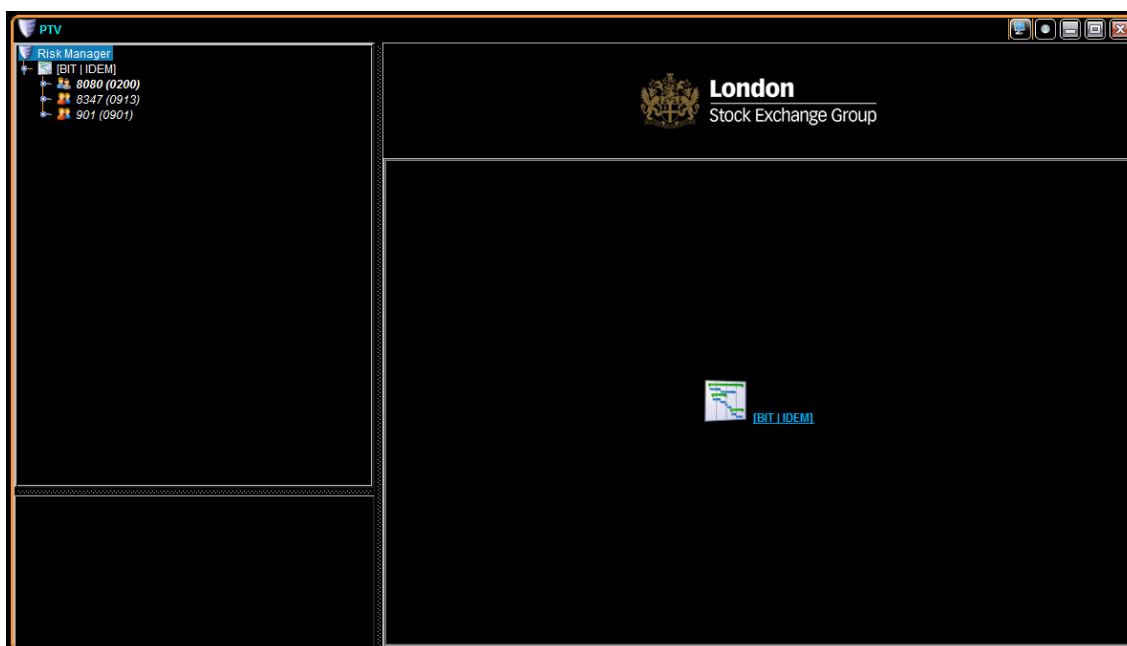 PTV
Risk Manager
[BIT | IDEM]
8080 (0200)
8347 (0913)
901 (0901)
London
Stock Exchange Group
[BIT | IDEM]